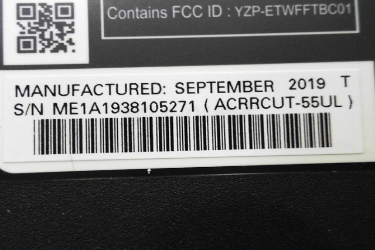 Contains FCC ID : YZP-ETWFFTBC01
MANUFACTURED: SEPTEMBER 2019 T
S/N ME1A1938105271 ( ACRRCUT-55UL )